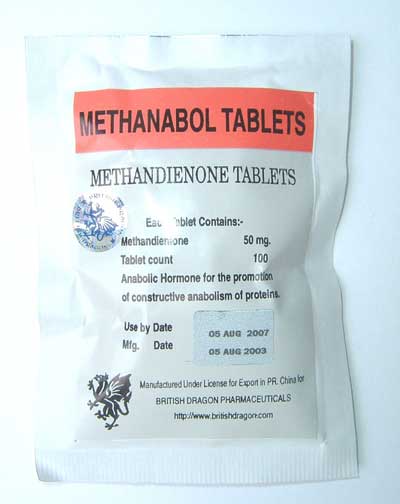 METHANABOL TABLETS
METHANDIENONE TABLETS
Each Tablet Contains:-
Methandienone 50 mg.
Tablet count 100
Anabolic Hormone for the promotion
of constructive anabolism of proteins.
Use by Date 05 AUG 2007
Mfg. Date 05 AUG 2003
Manufactured Under License for Export in PR. China for
BRITISH DRAGON PHARMACEUTICALS
http://www.britishdragon.com